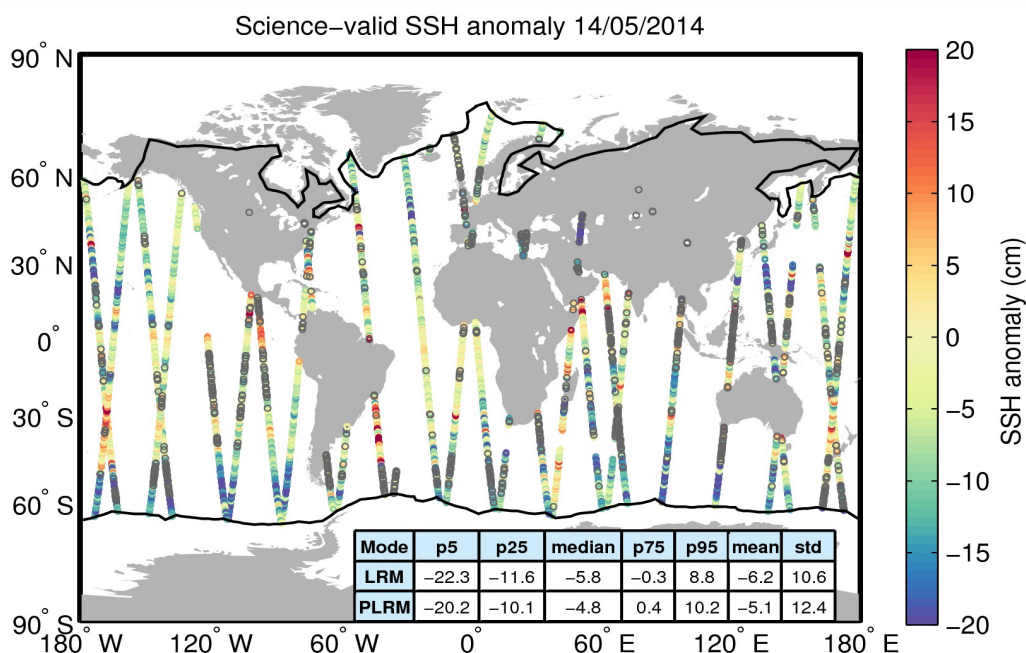 Science−valid SSH anomaly 14/05/2014
90° N
60° N
30° N
0°
30° S
60° S
90° S
180° W
120° W
60° W
0°
60° E
120° E
180° E
Mode p5 p25 median p75 p95 mean std
LRM −22.3 −11.6 −5.8 −0.3 8.8 −6.2 10.6
PLRM −20.2 −10.1 −4.8 0.4 10.2 −5.1 12.4
20
15
10
5
0
−5
−10
−15
−20
SSH anomaly (cm)